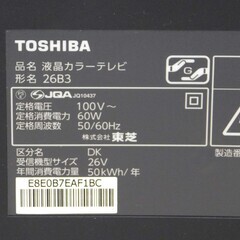 TOSHIBA
品名 液晶カラーテレビ
形名 26B3
JQA JQ10437
定格電圧 100V〜
定格消費電力 60W
定格周波数 50/60Hz
株式会社 東芝
区分名 DK
受信機型サイズ 26V
年間消費電力量 50kWh/年
E8E0B7EAF1BC
製造